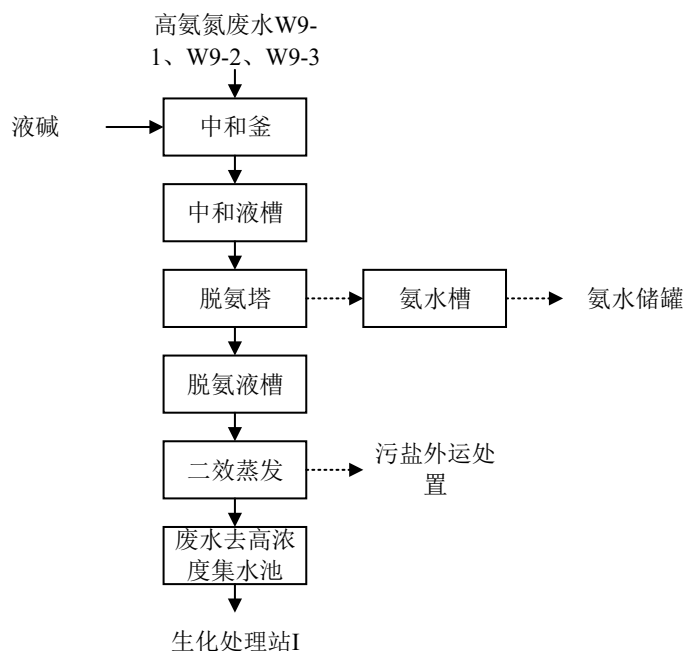 高氨氮废水W9-
1、W9-2、W9-3
液碱
中和釜
中和液槽
脱氨塔
氨水槽
氨水储罐
脱氨液槽
二效蒸发
污盐外运处
置
废水去高浓
度集水池
生化处理站I